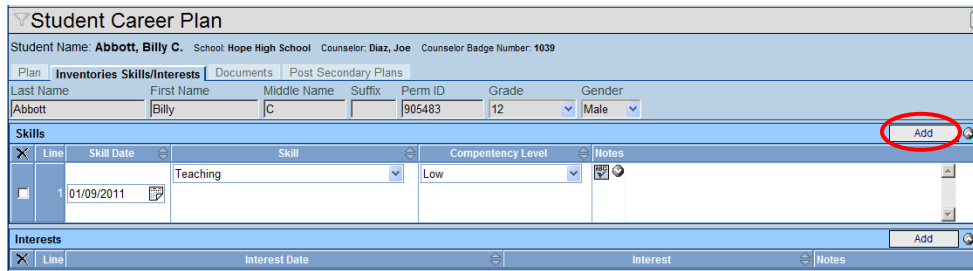 Student Career Plan
Student Name: Abbott, Billy C. School: Hope High School Counselor: Diaz, Joe Counselor Badge Number: 1039
Plan Inventories Skills/Interests Documents Post Secondary Plans
Last Name First Name Middle Name Suffix Perm ID Grade Gender
Abbott Billy C 905483 12 Male
Skills Add
X Line Skill Date Skill Compentency Level Notes
1 01/09/2011 Teaching Low
Interests Add
X Line Interest Date Interest Notes